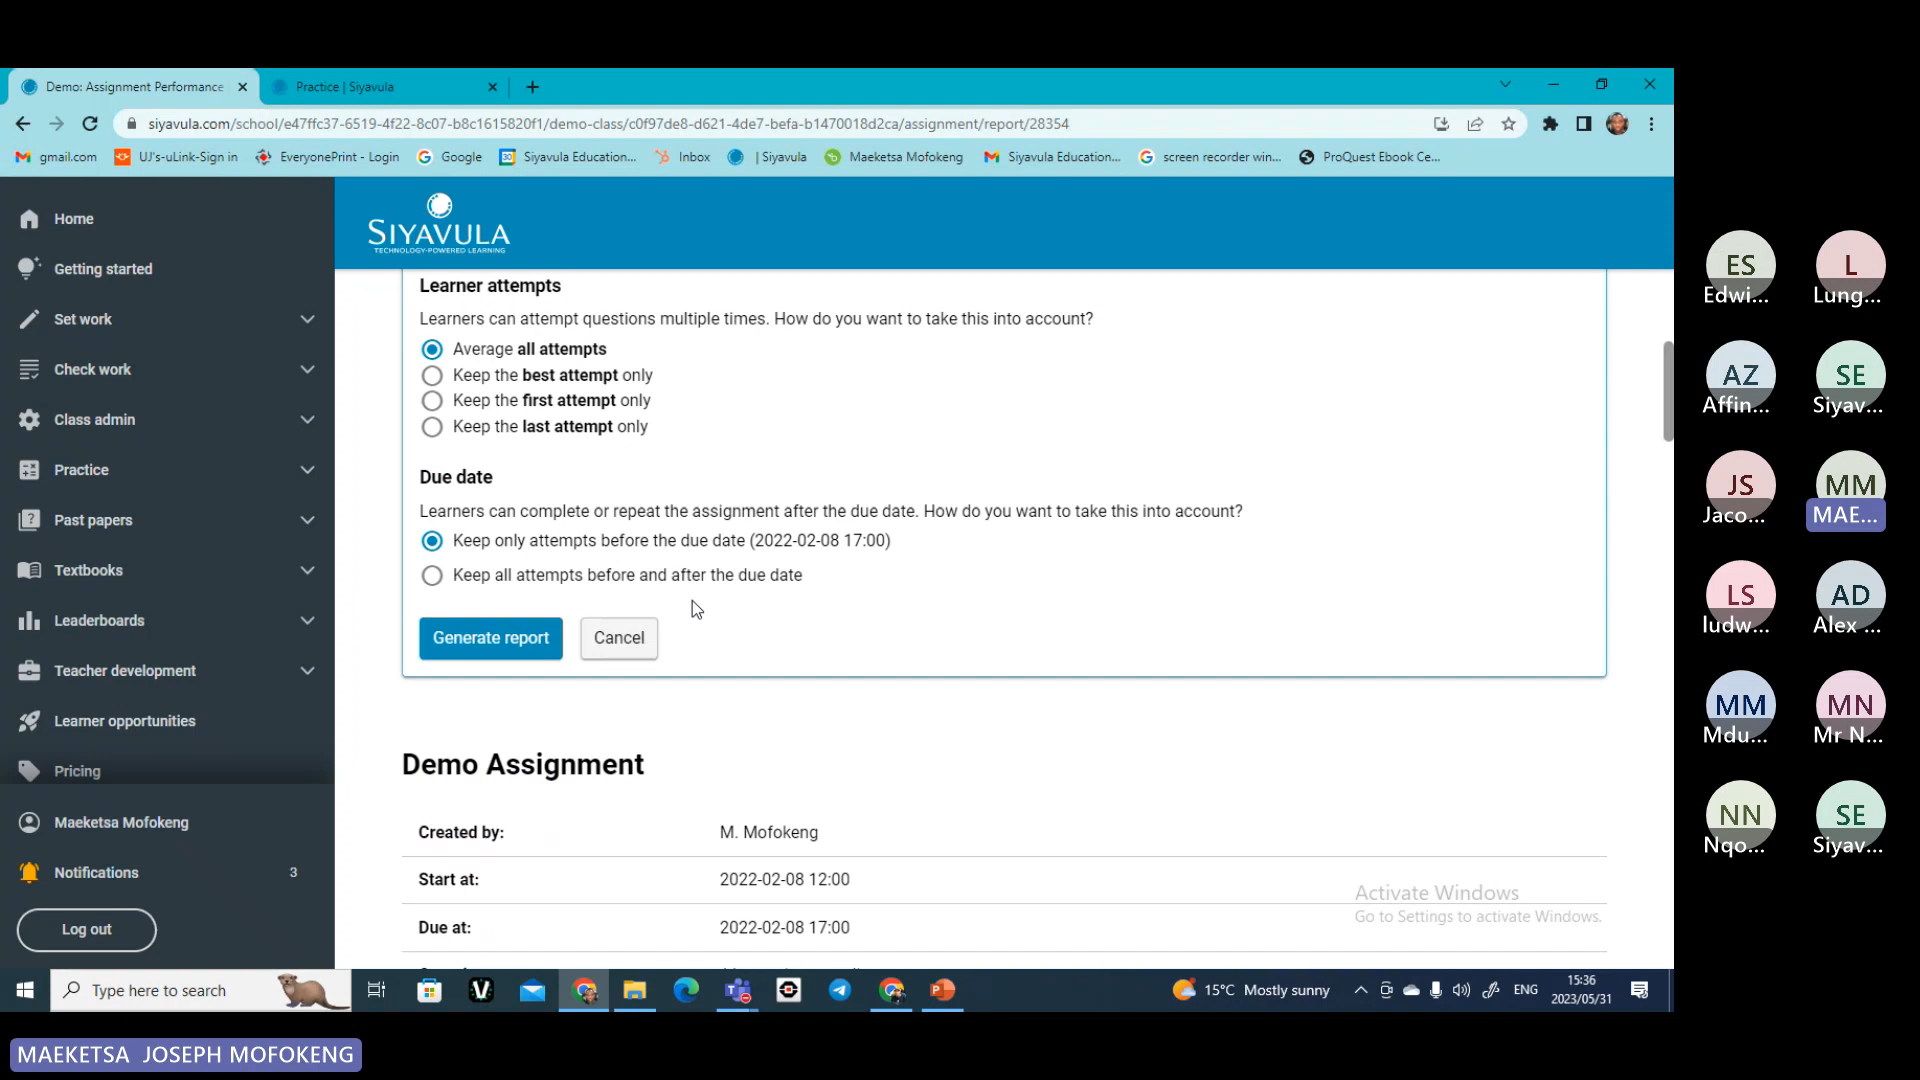 Demo: Assignment Performance
Practice | Siyavula
siyavula.com/school/e47ffc37-6519-4f22-8c07-b8c1615820f1/demo-class/c0f97de8-d621-4de7-befa-b1470018d2ca/assignment/report/28354
gmail.com
UJ's-uLink-Sign in
EveryonePrint - Login
Google
Siyavula Education...
Inbox
| Siyavula
Maeketsa Mofokeng
Siyavula Education...
screen recorder win...
ProQuest Ebook Ce...
Home
Getting started
Set work
Check work
Class admin
Practice
Past papers
Textbooks
Leaderboards
Teacher development
Learner opportunities
Pricing
Maeketsa Mofokeng
Notifications 3
Log out
SIYAVULA
TECHNOLOGY-POWERED LEARNING
Learner attempts
Learners can attempt questions multiple times. How do you want to take this into account?
Average all attempts
Keep the best attempt only
Keep the first attempt only
Keep the last attempt only
Due date
Learners can complete or repeat the assignment after the due date. How do you want to take this into account?
Keep only attempts before the due date (2022-02-08 17:00)
Keep all attempts before and after the due date
Generate report
Cancel
Demo Assignment
Created by: M. Mofokeng
Start at: 2022-02-08 12:00
Due at: 2022-02-08 17:00
Activate Windows
Go to Settings to activate Windows.
ES
Edwi...
L
Lung...
AZ
Affin...
SE
Siyav...
JS
Jaco...
MM
MAE...
LS
ludw...
AD
Alex ...
MM
Mdu...
MN
Mr N...
NN
Nqo...
SE
Siyav...
Type here to search
15°C Mostly sunny
ENG
15:36
2023/05/31
MAEKETSA JOSEPH MOFOKENG